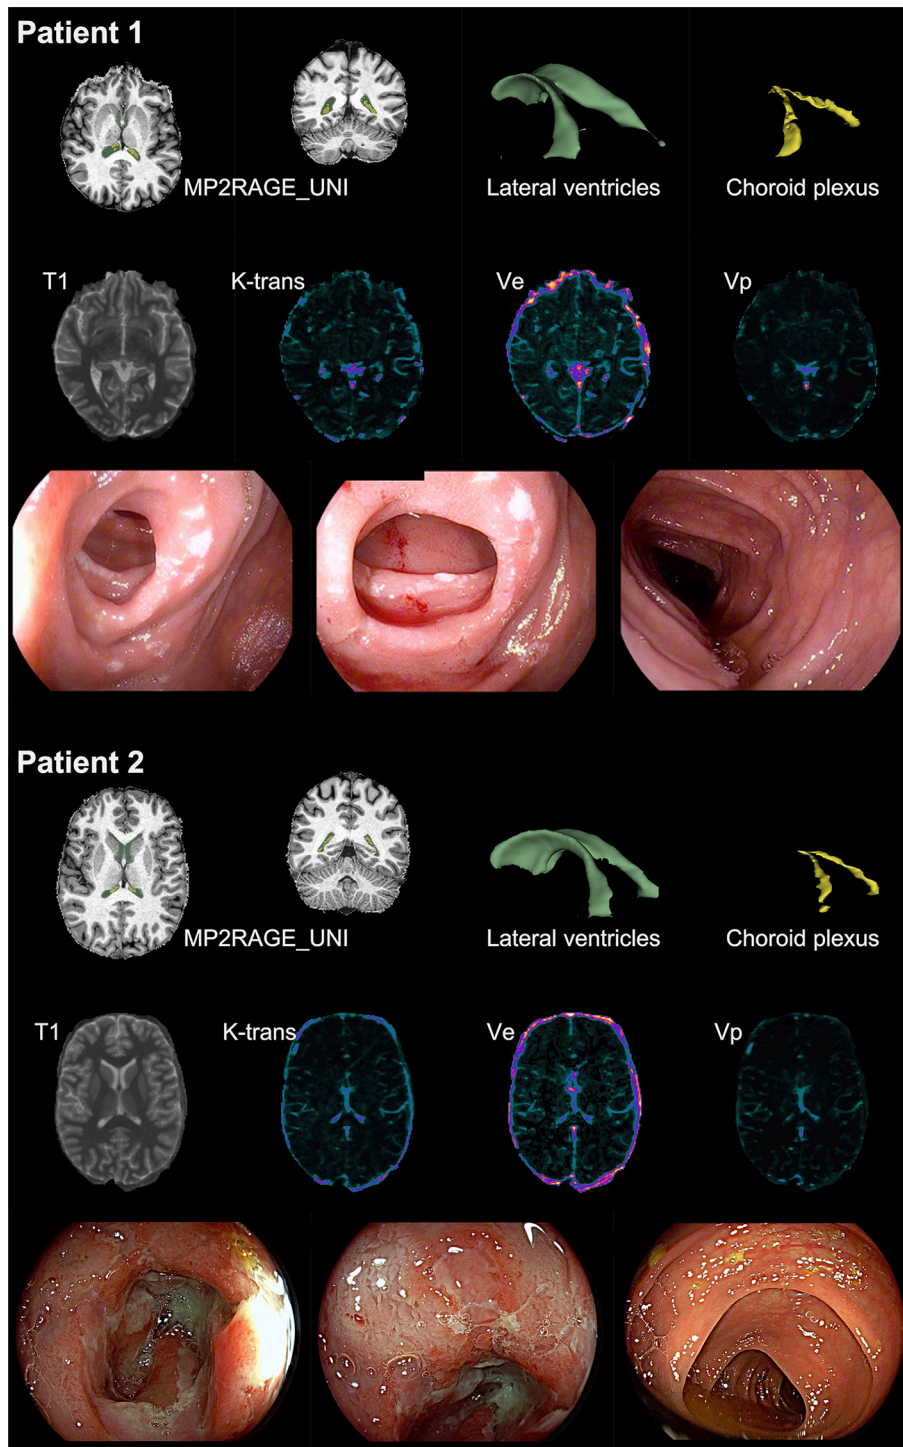 Patient 1
MP2RAGE_UNI
Lateral ventricles
Choroid plexus
T1
K-trans
Ve
Vp
Patient 2
MP2RAGE_UNI
Lateral ventricles
Choroid plexus
T1
K-trans
Ve
Vp